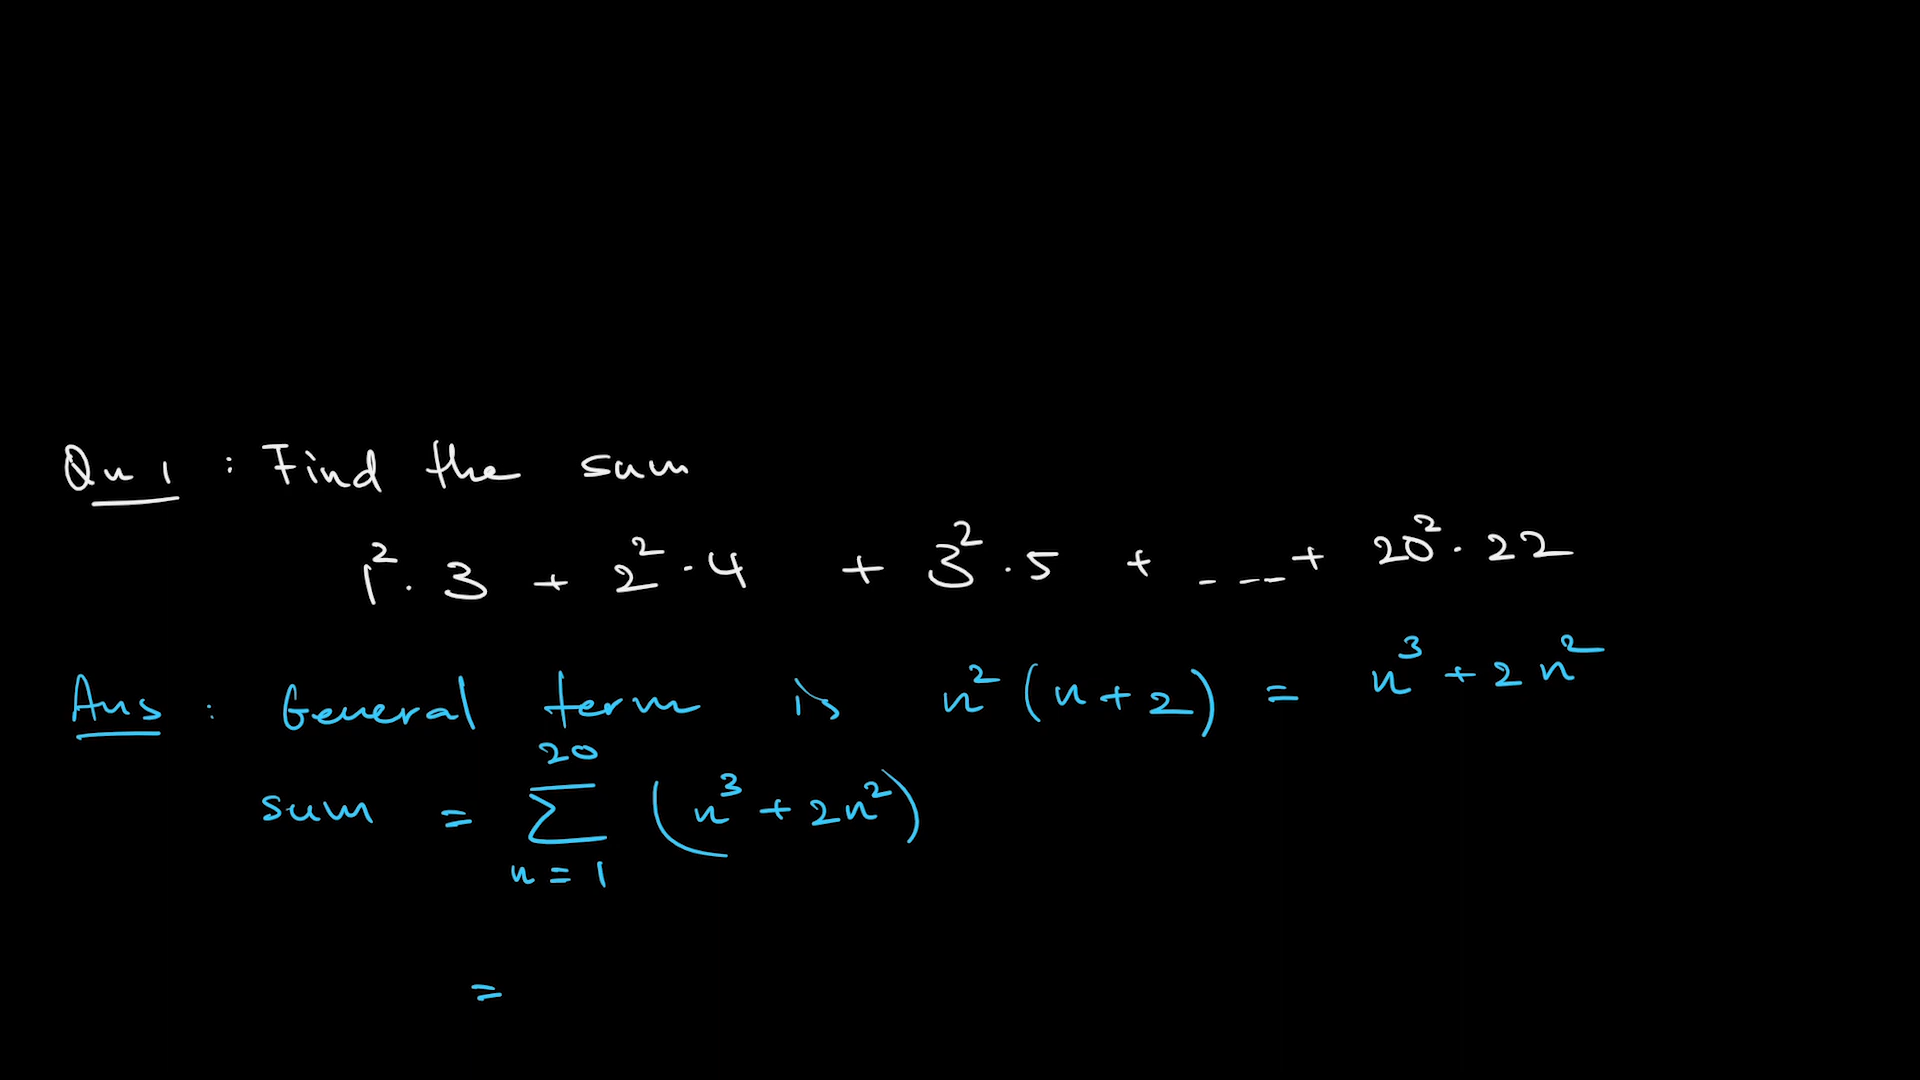 Qn 1 : Find the sum
1². 3 + 2² . 4 + 3² . 5 + - --- + 20² . 22
Ans : General term is n² (n + 2) = n³ + 2n²
20
sum = Σ (n³ + 2n²)
n = 1
=